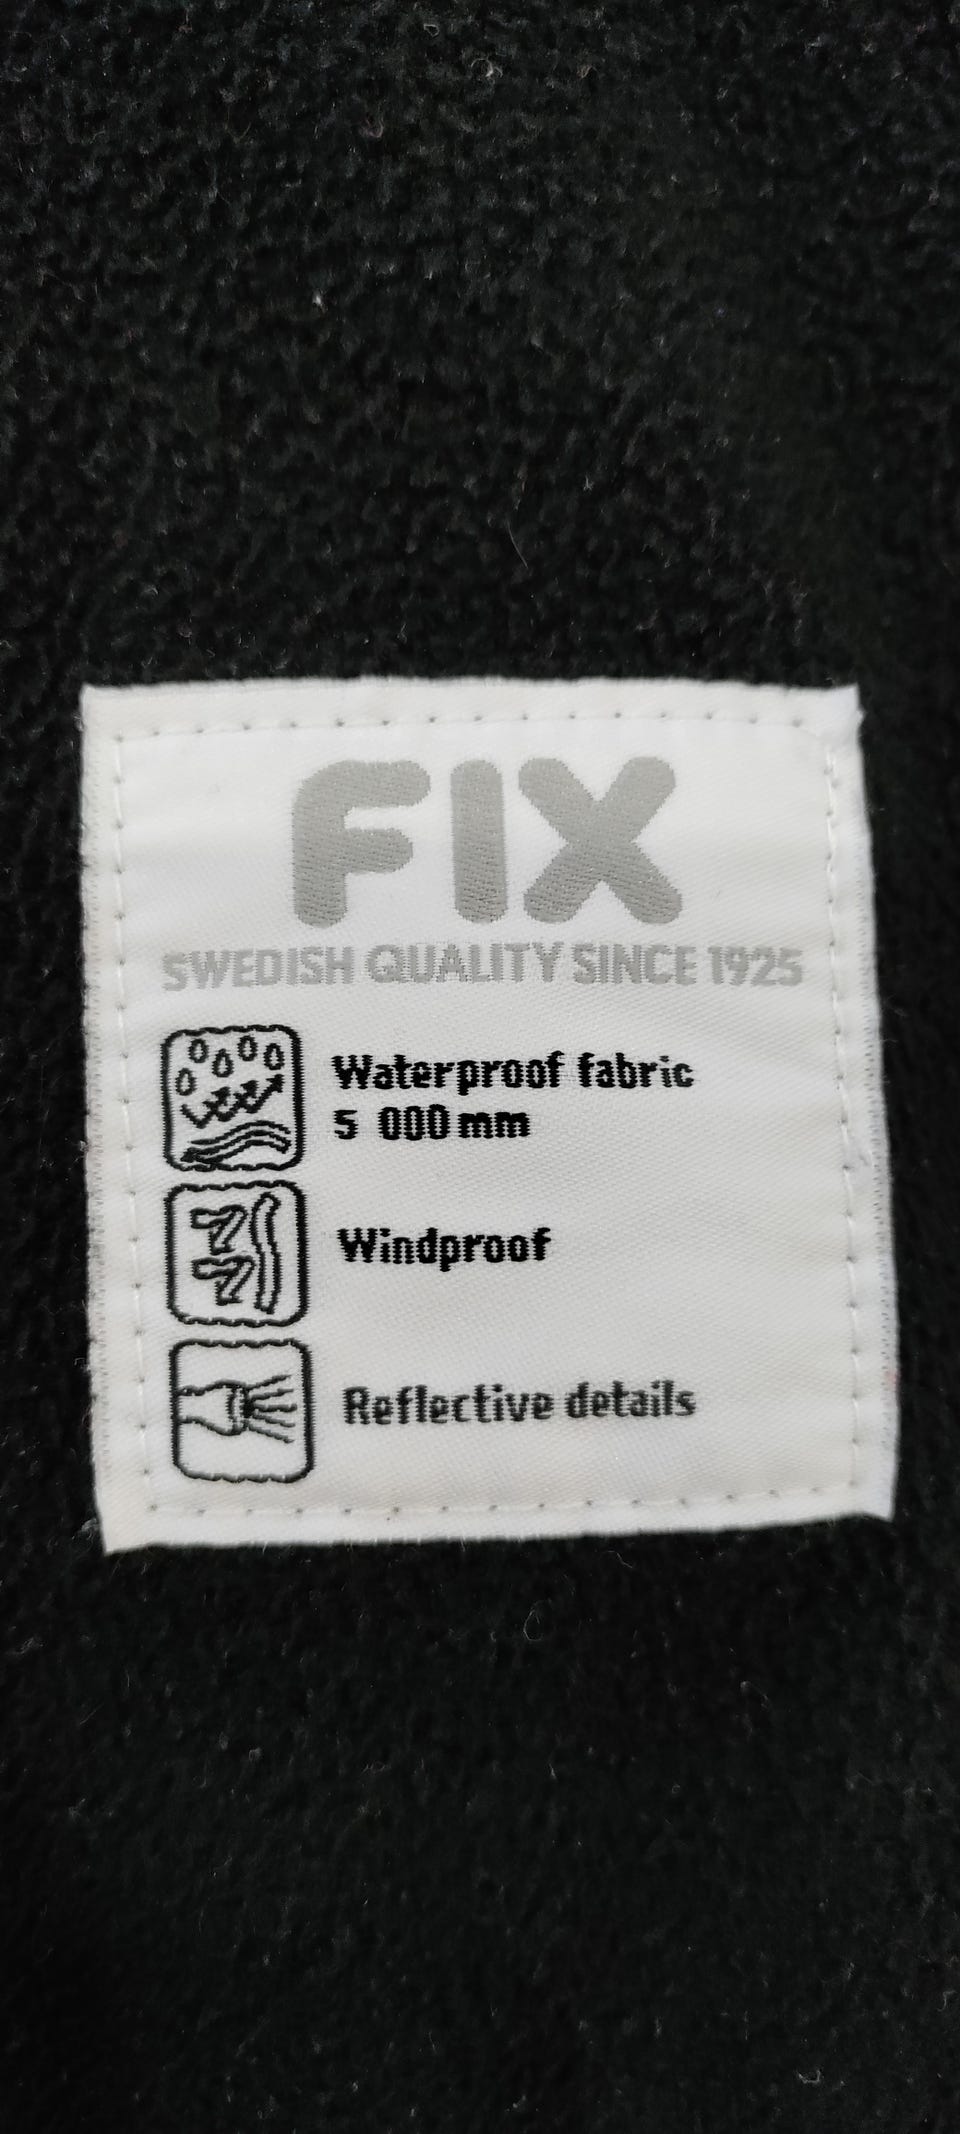 FIX
SWEDISH QUALITY SINCE 1925
Waterproof fabric
5 000 mm
Windproof
Reflective details